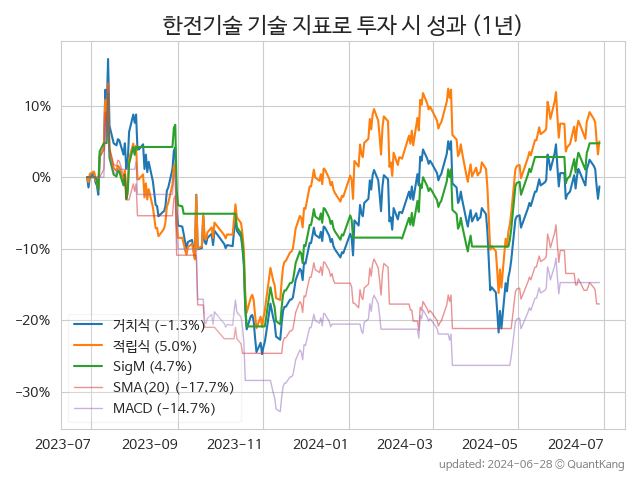 한전기술 기술 지표로 투자 시 성과 (1년)
10%
0%
−10%
−20%
−30%
거치식 (−1.3%)
적립식 (5.0%)
SigM (4.7%)
SMA(20) (−17.7%)
MACD (−14.7%)
2023-07
2023-09
2023-11
2024-01
2024-03
2024-05
2024-07
updated: 2024-06-28 © QuantKang